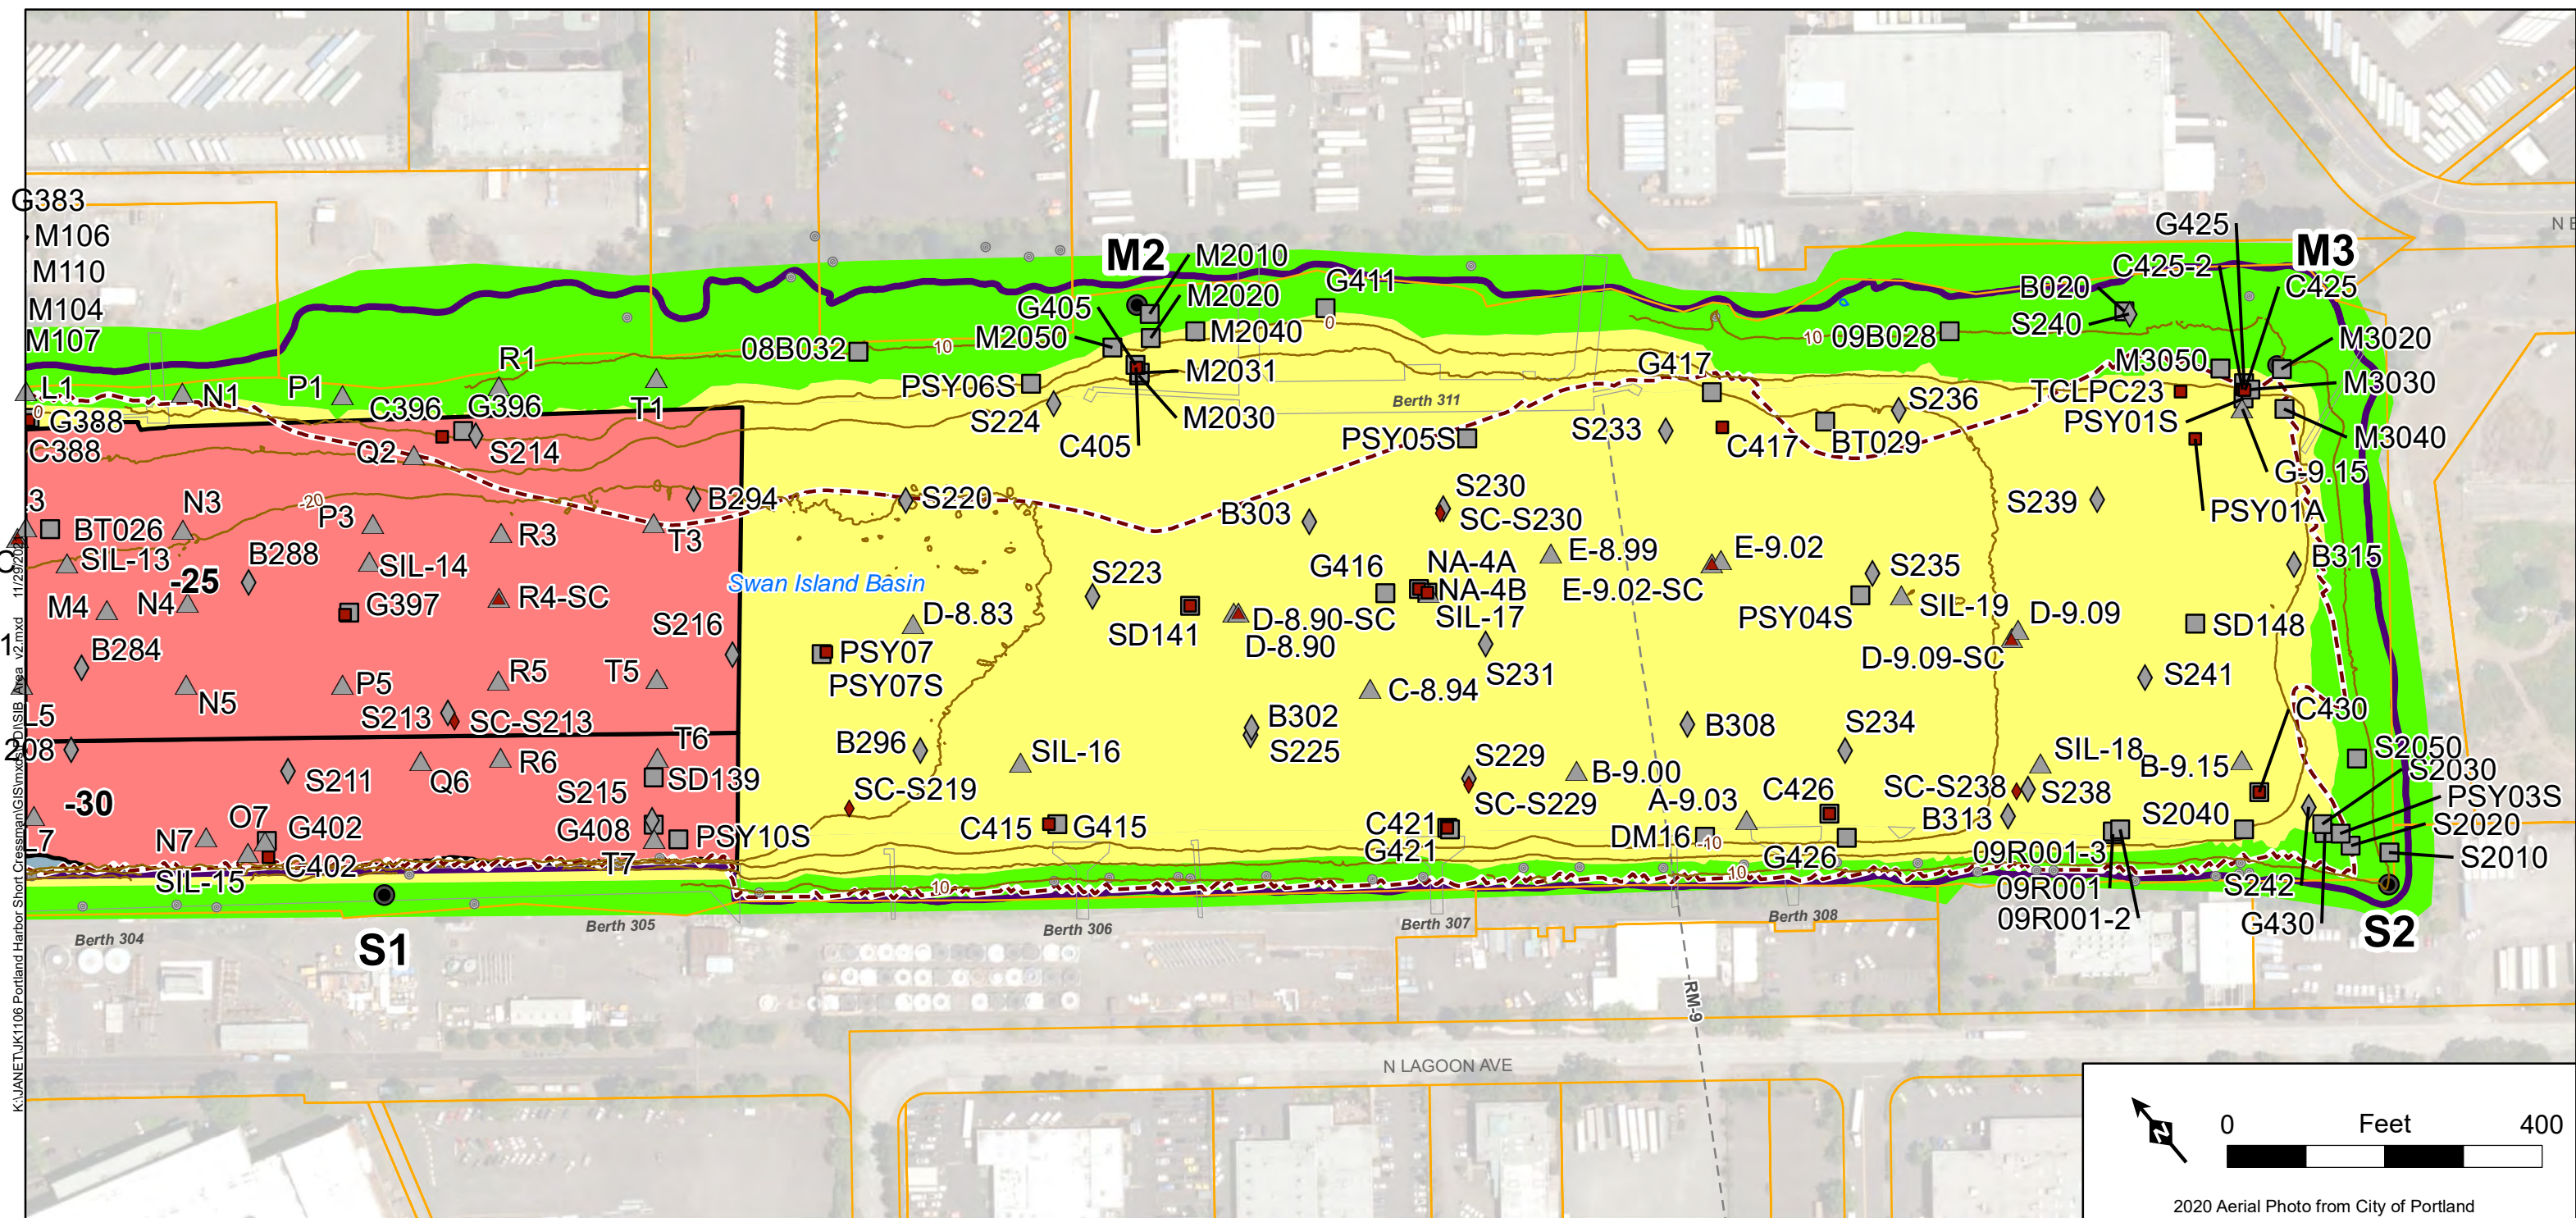 G383
M106
M110
M104
M107
L1
G388
C388
N1
P1
R1
C396
G396
T1
Q2
S214
0
-20
N3
P3
R3
B294
T3
BT026
SIL-13
B288
SIL-14
-25
M4
N4
G397
R4-SC
B284
S216
N5
P5
R5
T5
L5
S213
SC-S213
208
T6
S211
Q6
R6
SD139
-30
S215
L7
N7
O7
G402
G408
PSY10S
C402
T7
SIL-15
S1
Berth 304
Berth 305
08B032
10
PSY06S
M2
M2010
M2020
G405
M2050
M2040
M2031
M2030
S224
C405
G411
0
Berth 311
G417
PSY05S
S233
C417
BT029
S236
10
09B028
B020
S240
G425
C425-2
M3
C425
M3050
M3020
TCLPC23
M3030
PSY01S
M3040
G-9.15
PSY01A
S220
Swan Island Basin
B303
S230
SC-S230
S239
S223
G416
NA-4A
NA-4B
SIL-17
E-8.99
E-9.02
E-9.02-SC
S235
B315
D-8.83
SD141
D-8.90-SC
D-8.90
PSY04S
SIL-19
D-9.09
D-9.09-SC
SD148
PSY07
PSY07S
S231
S241
C-8.94
B302
S225
B308
S234
C430
B296
SIL-16
S229
SC-S229
B-9.00
SIL-18
B-9.15
S2050
S2030
SC-S219
A-9.03
C426
SC-S238
S238
PSY03S
C415
G415
C421
G421
DM16
-10
G426
B313
S2040
S2020
09R001-3
09R001
09R001-2
S242
S2010
G430
S2
10
10
Berth 306
Berth 307
Berth 308
RM-9
N LAGOON AVE
0 Feet 400
N
2020 Aerial Photo from City of Portland